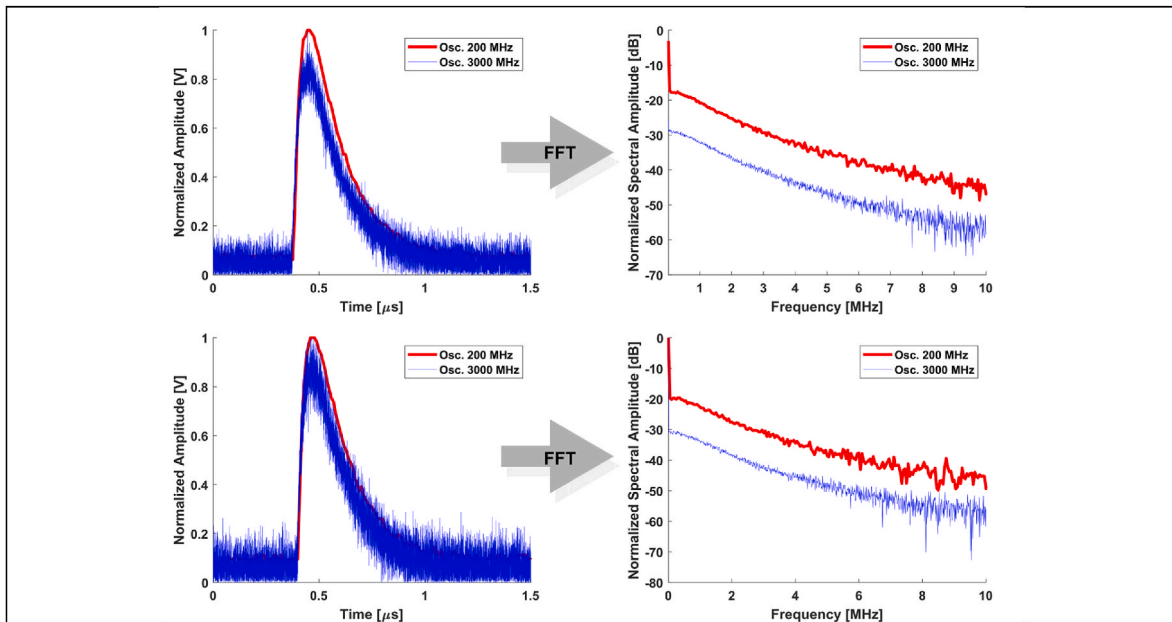 Normalized Amplitude [V]
1
0.8
0.6
0.4
0.2
0
0 0.5 1 1.5
Time [μs]
Osc. 200 MHz
Osc. 3000 MHz
FFT
Normalized Spectral Amplitude [dB]
0
-10
-20
-30
-40
-50
-60
-70
1 2 3 4 5 6 7 8 9 10
Frequency [MHz]
Osc. 200 MHz
Osc. 3000 MHz
Normalized Amplitude [V]
1
0.8
0.6
0.4
0.2
0
0 0.5 1 1.5
Time [μs]
Osc. 200 MHz
Osc. 3000 MHz
FFT
Normalized Spectral Amplitude [dB]
0
-10
-20
-30
-40
-50
-60
-70
-80
0 2 4 6 8 10
Frequency [MHz]
Osc. 200 MHz
Osc. 3000 MHz